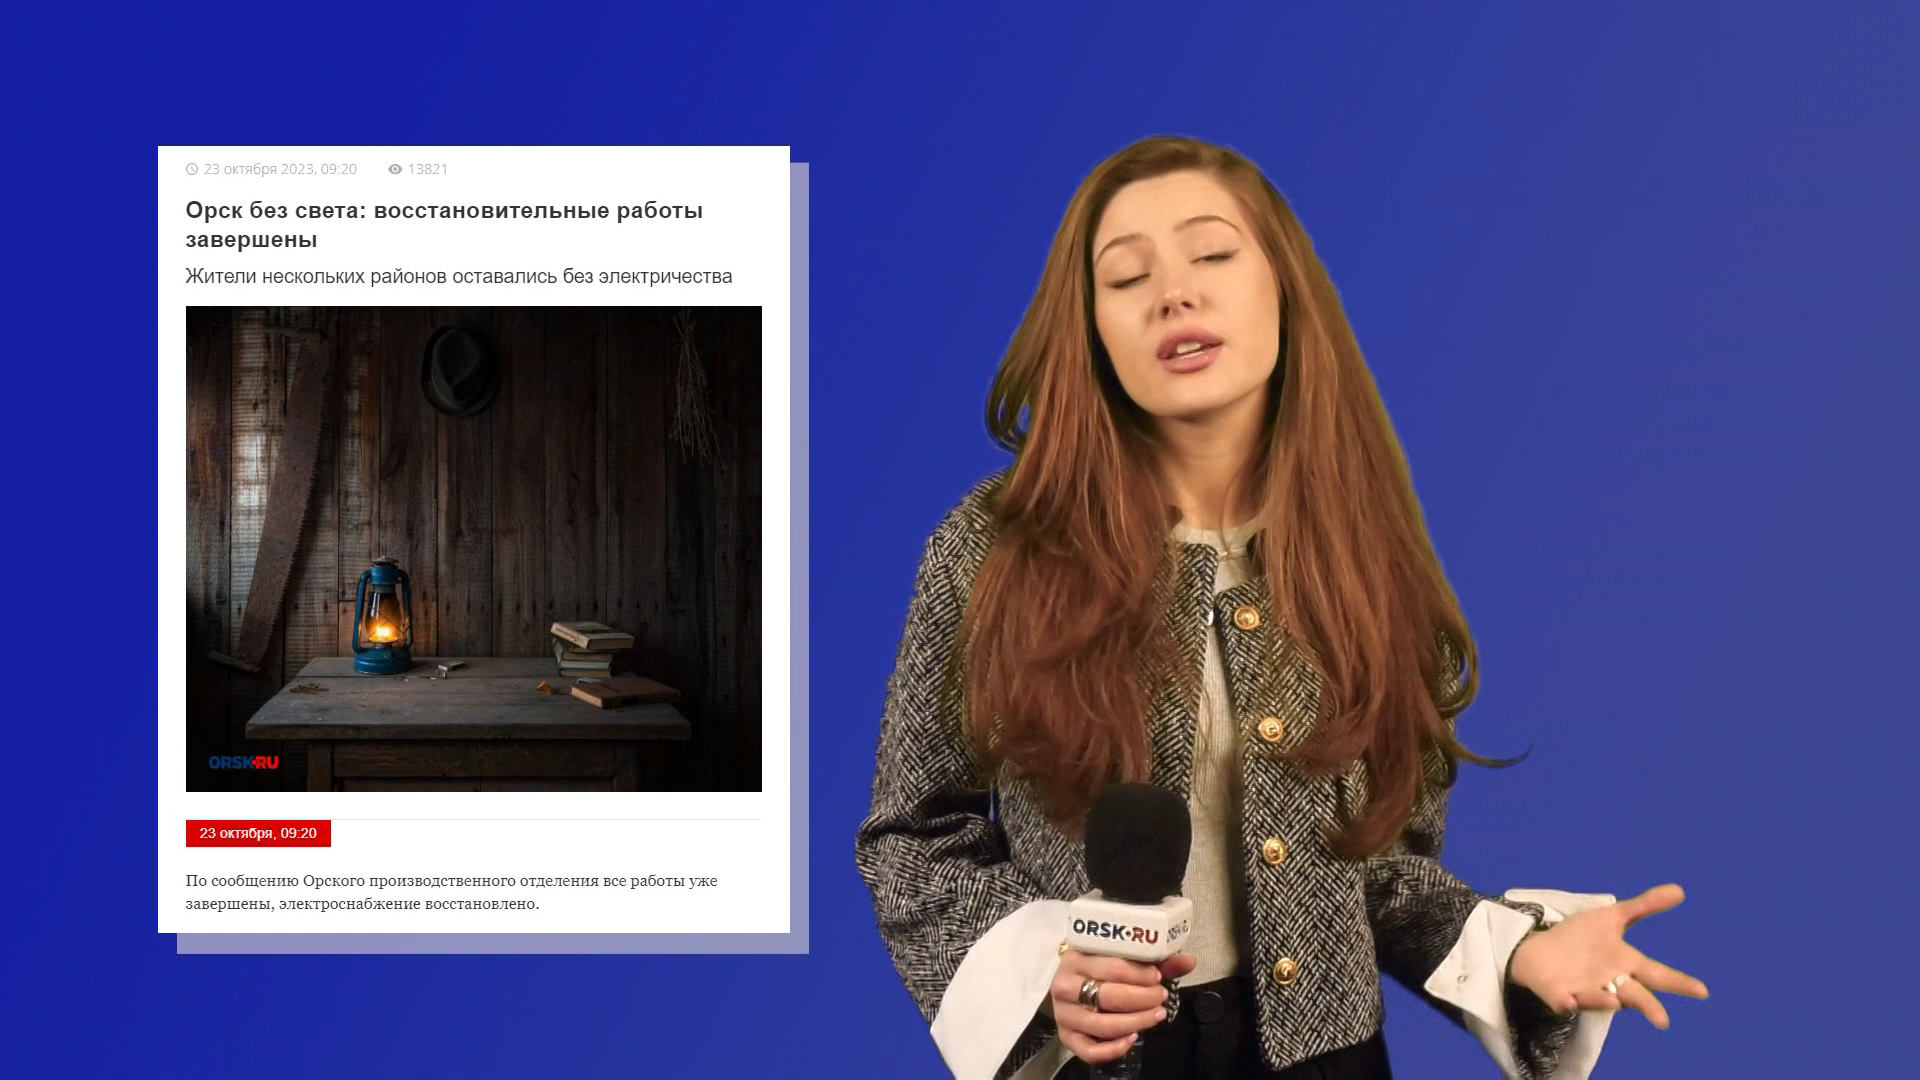 23 октября 2023, 09:20 13821
Орск без света: восстановительные работы
завершены
Жители нескольких районов оставались без электричества
ORSK•RU
23 октября, 09:20
По сообщению Орского производственного отделения все работы уже
завершены, электроснабжение восстановлено.
ORSK•RU